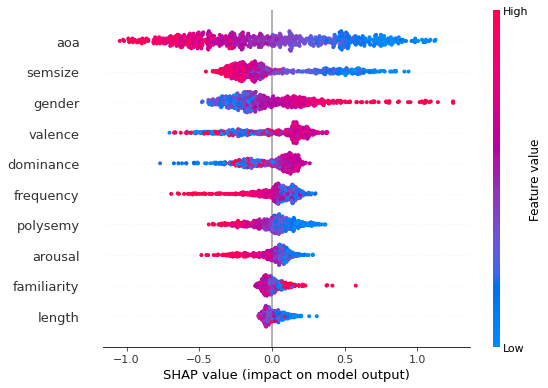 High
aoa
semsize
gender
valence
dominance
frequency
polysemy
arousal
familiarity
length
Feature value
Low
−1.0 −0.5 0.0 0.5 1.0
SHAP value (impact on model output)